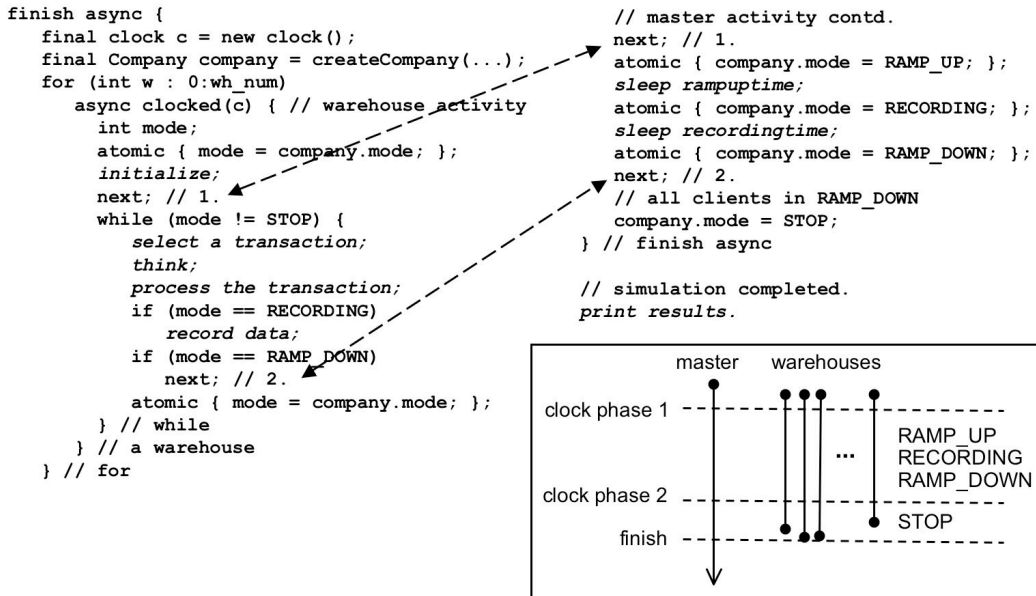 finish async {
final clock c = new clock();
final Company company = createCompany(...);
for (int w : 0:wh_num)
async clocked(c) { // warehouse activity
int mode;
atomic { mode = company.mode; };
initialize;
next; // 1.
while (mode != STOP) {
select a transaction;
think;
process the transaction;
if (mode == RECORDING)
record data;
if (mode == RAMP_DOWN)
next; // 2.
atomic { mode = company.mode; };
} // while
} // a warehouse
} // for
// master activity contd.
next; // 1.
atomic { company.mode = RAMP_UP; };
sleep rampuptime;
atomic { company.mode = RECORDING; };
sleep recordingtime;
atomic { company.mode = RAMP_DOWN; };
next; // 2.
// all clients in RAMP_DOWN
company.mode = STOP;
} // finish async
// simulation completed.
print results.
master warehouses
clock phase 1
RAMP_UP
... RECORDING
RAMP_DOWN
clock phase 2
STOP
finish